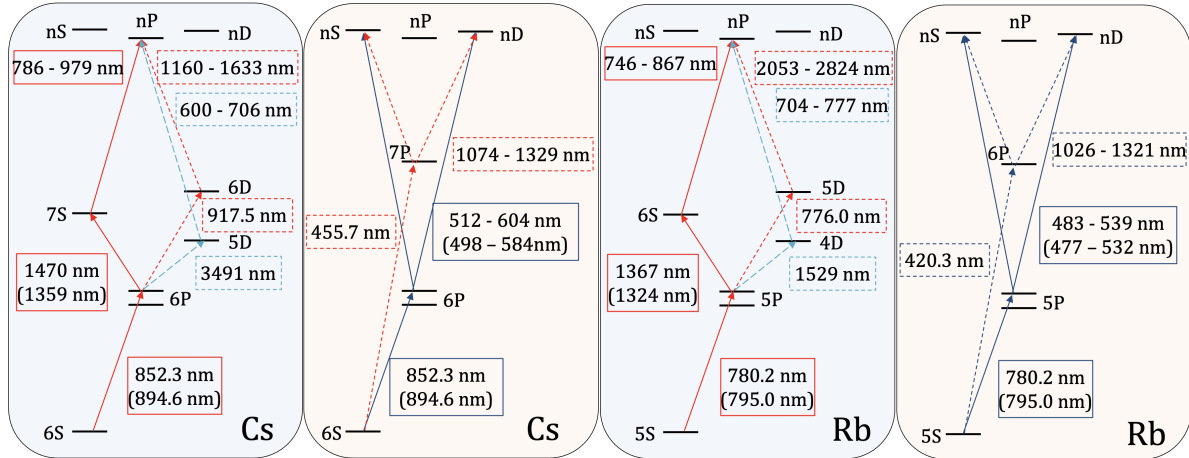 nS
nP
nD
786 - 979 nm
1160 - 1633 nm
600 - 706 nm
6D
7S
917.5 nm
5D
1470 nm
(1359 nm)
3491 nm
6P
852.3 nm
(894.6 nm)
6S
Cs
nS
nP
nD
7P
1074 - 1329 nm
455.7 nm
512 - 604 nm
(498 – 584nm)
6P
852.3 nm
(894.6 nm)
6S
Cs
nS
nP
nD
746 - 867 nm
2053 - 2824 nm
704 - 777 nm
5D
6S
776.0 nm
4D
1367 nm
(1324 nm)
1529 nm
5P
780.2 nm
(795.0 nm)
5S
Rb
nS
nP
nD
6P
1026 - 1321 nm
483 - 539 nm
(477 – 532 nm)
420.3 nm
5P
780.2 nm
(795.0 nm)
5S
Rb